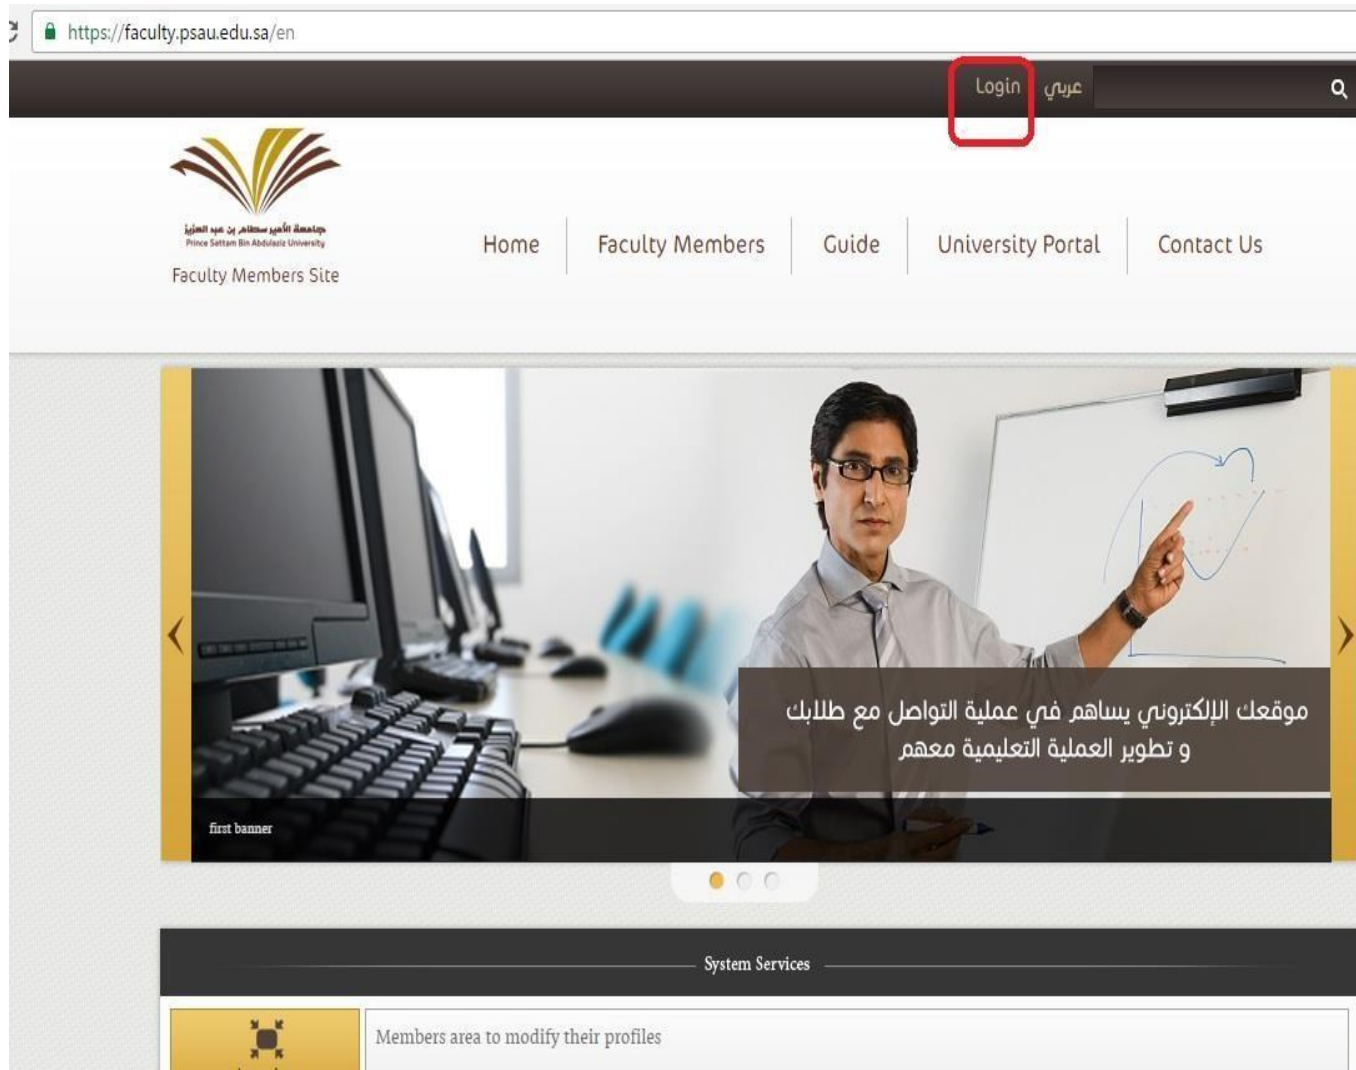 https://faculty.psau.edu.sa/en
Login عربي
جامعة الأمير سطام بن عبد العزيز
Prince Sattam Bin Abdulaziz University
Faculty Members Site
Home Faculty Members Guide University Portal Contact Us
موقعك الإلكتروني يساهم في عملية التواصل مع طلابك
و تطوير العملية التعليمية معهم
first banner
System Services
Members area to modify their profiles